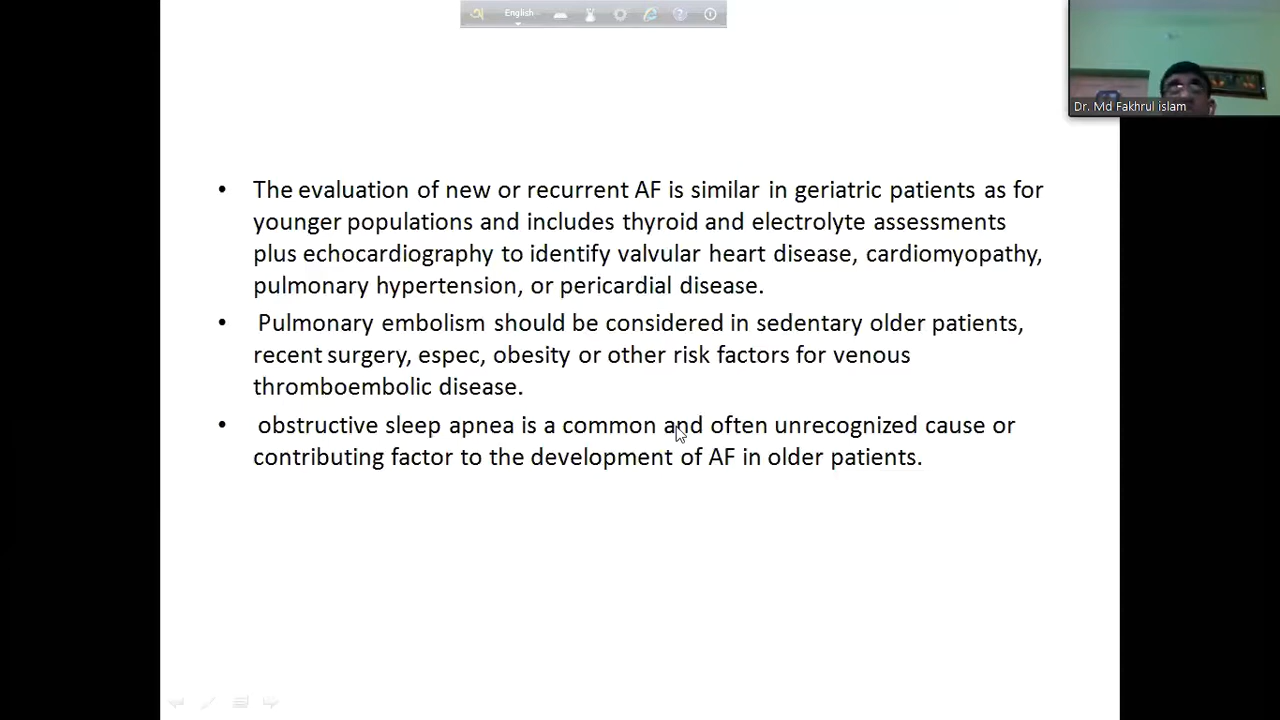 অ English
Dr. Md Fakhrul islam
• The evaluation of new or recurrent AF is similar in geriatric patients as for
younger populations and includes thyroid and electrolyte assessments
plus echocardiography to identify valvular heart disease, cardiomyopathy,
pulmonary hypertension, or pericardial disease.
• Pulmonary embolism should be considered in sedentary older patients,
recent surgery, espec, obesity or other risk factors for venous
thromboembolic disease.
• obstructive sleep apnea is a common and often unrecognized cause or
contributing factor to the development of AF in older patients.